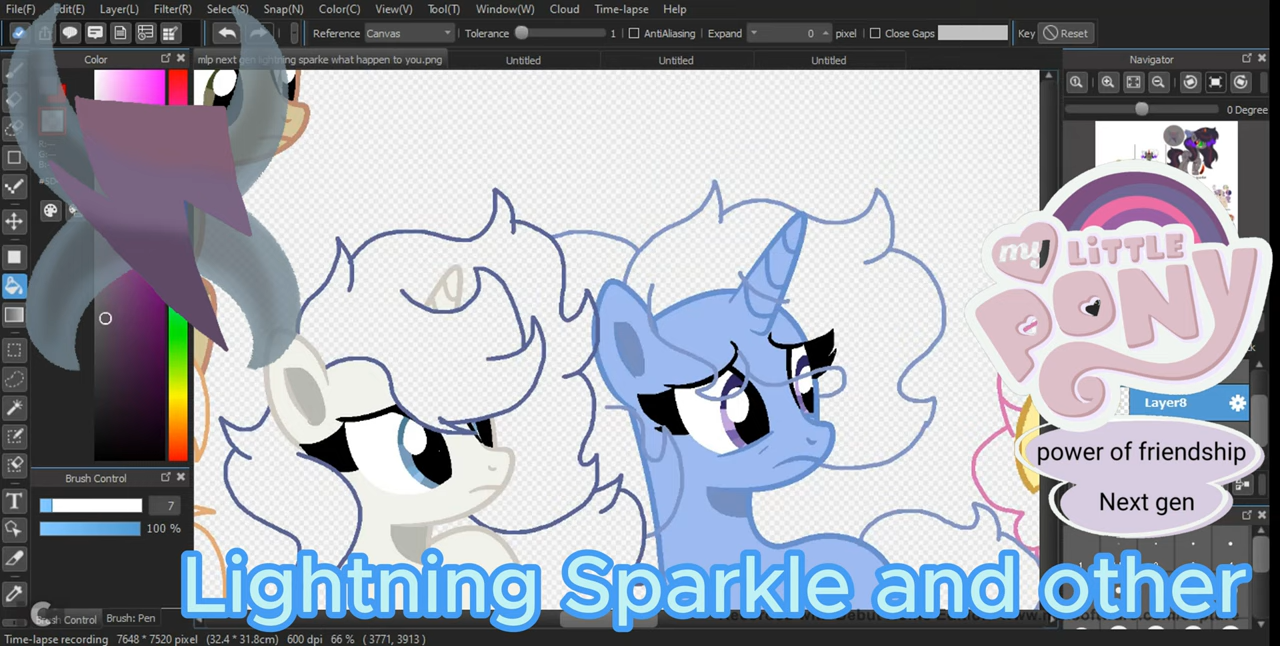 File(F) Edit(E) Layer(L) Filter(R) Select(S) Snap(N) Color(C) View(V) Tool(T) Window(W) Cloud Time-lapse Help
Reference Canvas Tolerance 1 AntiAliasing Expand 0 pixel Close Gaps Key Reset
Color mlp next gen lightning sparke what happen to you.png Untitled Untitled Untitled Navigator
0 Degree
my LiTTLE
PONY
Layer8
power of friendship
Next gen
Brush Control
7
100 %
T
Lightning Sparkle and other
Brush Control Brush: Pen
Time-lapse recording 7648 * 7520 pixel (32.4 * 31.8cm) 600 dpi 66 % ( 3771, 3913 )